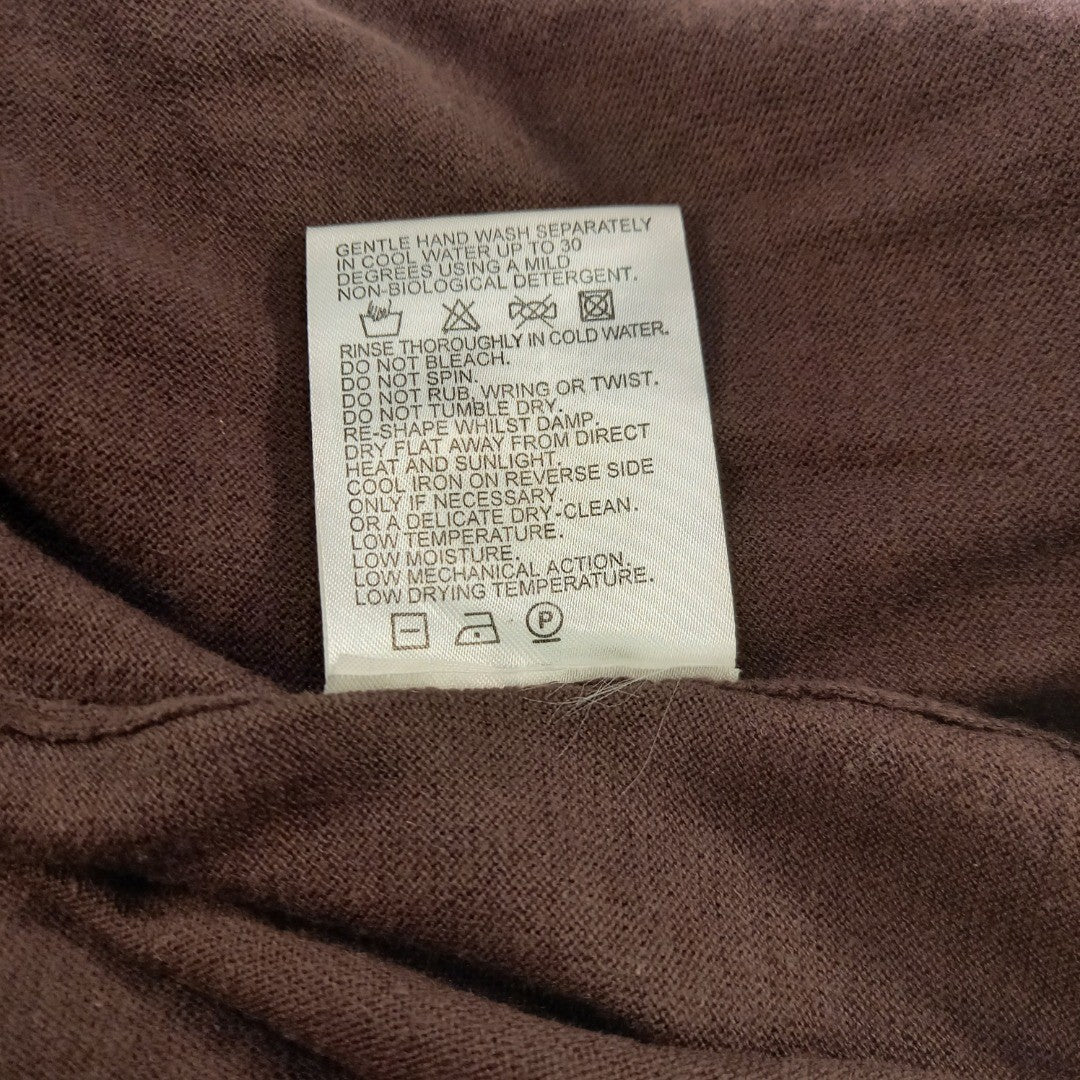 GENTLE HAND WASH SEPARATELY
IN COOL WATER UP TO 30
DEGREES USING A MILD
NON-BIOLOGICAL DETERGENT.
RINSE THOROUGHLY IN COLD WATER.
DO NOT BLEACH.
DO NOT SPIN.
DO NOT RUB, WRING OR TWIST.
DO NOT TUMBLE DRY.
RE-SHAPE WHILST DAMP.
DRY FLAT AWAY FROM DIRECT
HEAT AND SUNLIGHT.
COOL IRON ON REVERSE SIDE
ONLY IF NECESSARY.
OR A DELICATE DRY-CLEAN.
LOW TEMPERATURE.
LOW MOISTURE.
LOW MECHANICAL ACTION.
LOW DRYING TEMPERATURE.
P